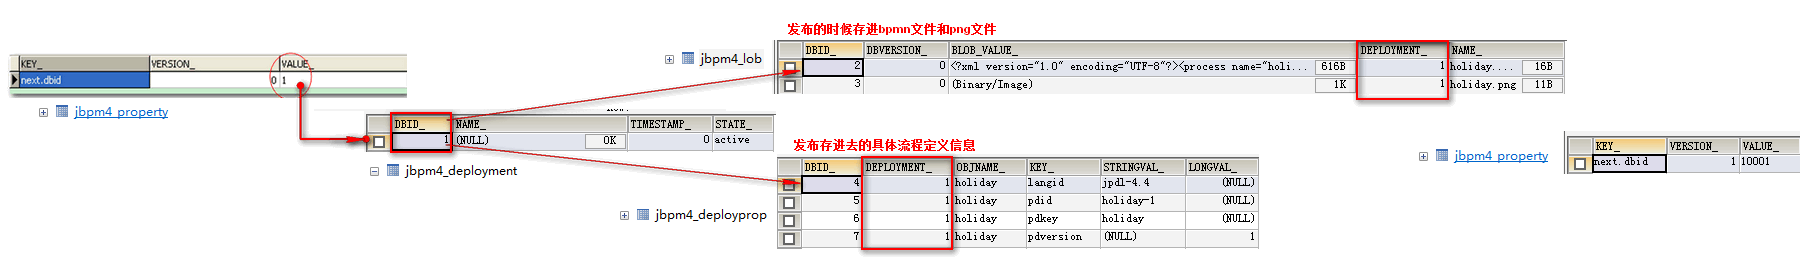 KEY_ VERSION_ VALUE_
next.dbid 0 1
jbpm4_property
DBID_ NAME_ TIMESTAMP_ STATE_
1 (NULL) 0K 0 active
jbpm4_deployment
发布的时候存进bpmn文件和png文件
jbpm4_lob
DBID_ DBVERSION_ BLOB_VALUE_ DEPLOYMENT_ NAME_
2 0 <?xml version="1.0" encoding="UTF-8"?><process name="holi... 616B 1 holiday.... 16B
3 0 (Binary/Image) 1K 1 holiday.png 11B
发布存进去的具体流程定义信息
DBID_ DEPLOYMENT_ OBJNAME_ KEY_ STRINGVAL_ LONGVAL_
4 1 holiday langid jpdl-4.4 (NULL)
5 1 holiday pdid holiday-1 (NULL)
6 1 holiday pdkey holiday (NULL)
7 1 holiday pdversion (NULL) 1
jbpm4_deployprop
jbpm4_property
KEY_ VERSION_ VALUE_
next.dbid 1 10001